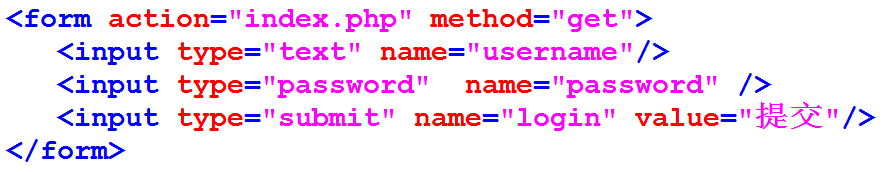 <form action="index.php" method="get">
<input type="text" name="username"/>
<input type="password"  name="password" />
<input type="submit" name="login" value="提交"/>
</form>